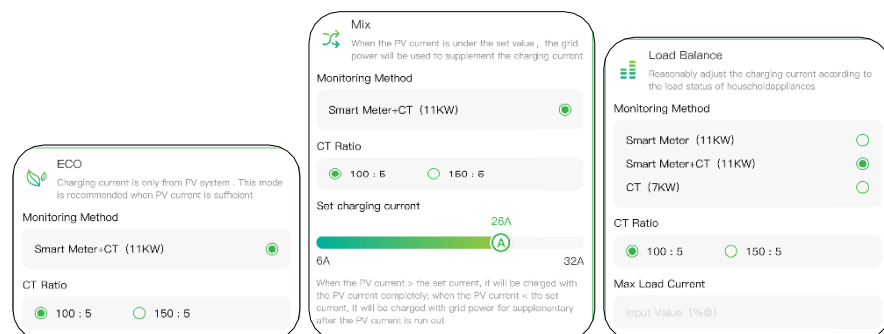 ECO
Charging current is only from PV system . This mode
is recommended when PV current is sufficient
Monitoring Method
Smart Meter+CT (11KW)
CT Ratio
100 : 5
150 : 5
Mix
When the PV current is under the set value , the grid
power will be used to supplement the charging current
Monitoring Method
Smart Meter+CT (11KW)
CT Ratio
100 : 5
150 : 5
Set charging current
26A
A
6A
32A
When the PV current > the set current, it will be charged with
the PV current completely; when the PV current < the set
current, it will be charged with grid power for supplementary
after the PV current is run out
Load Balance
Reasonably adjust the charging current according to
the load status of householdappliances
Monitoring Method
Smart Meter (11KW)
Smart Meter+CT (11KW)
CT (7KW)
CT Ratio
100 : 5
150 : 5
Max Load Current
Input Value (%@)